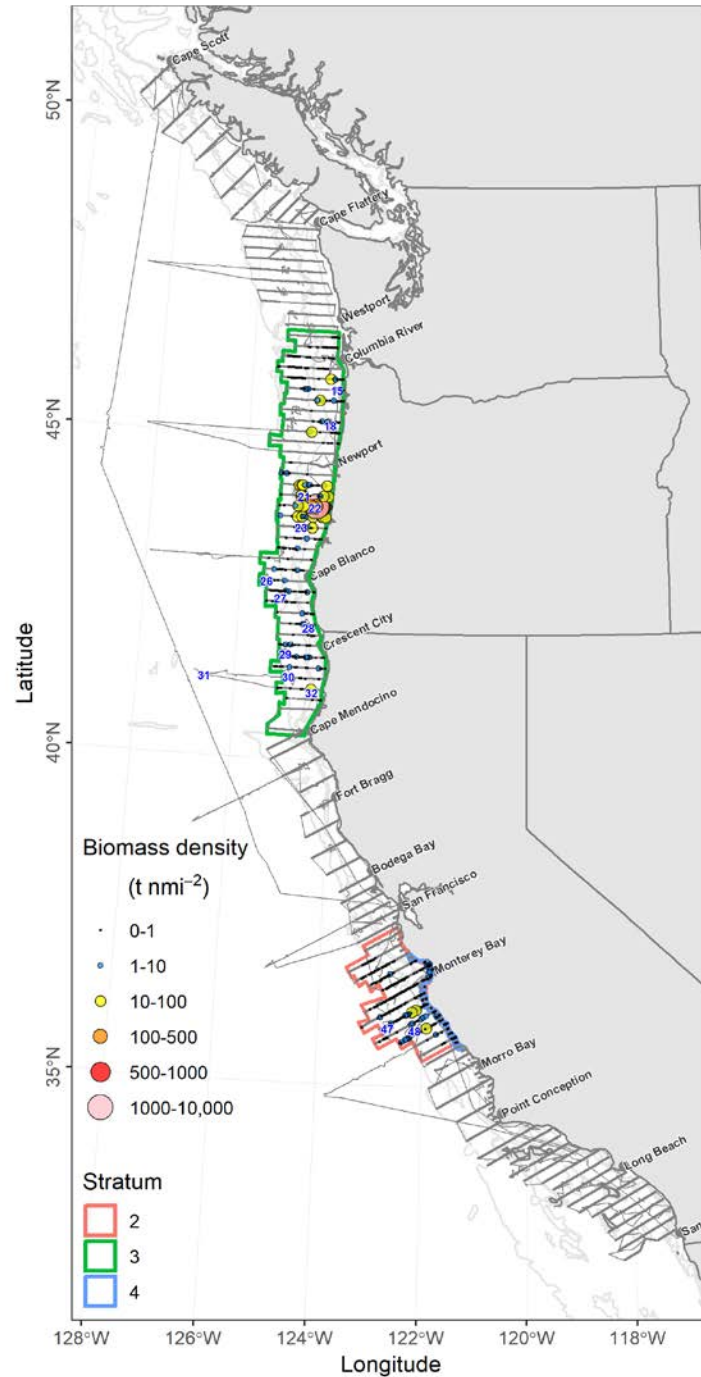 Cape Scott
50°N
Cape Flattery
Westport
Columbia River
15
45°N
18
Newport
21
22
23
Cape Blanco
26
27
28
Crescent City
29
31
30
32
Latitude
Cape Mendocino
40°N
Fort Bragg
Biomass density
(t nmi⁻²)
Bodega Bay
San Francisco
0-1
1-10
Monterey Bay
10-100
100-500
47
48
35°N
500-1000
Morro Bay
1000-10,000
Point Conception
Long Beach
Stratum
2
San
3
4
128°W
126°W
124°W
122°W
120°W
118°W
Longitude